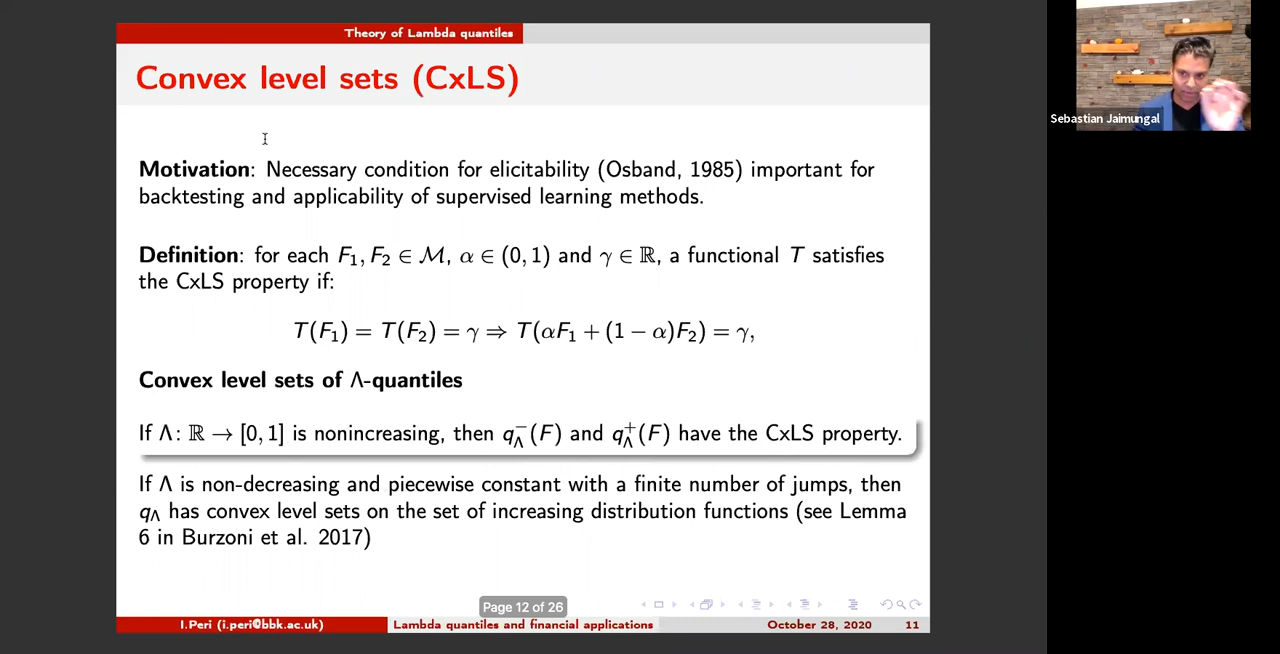 Theory of Lambda quantiles
Convex level sets (CxLS)
Motivation: Necessary condition for elicitability (Osband, 1985) important for
backtesting and applicability of supervised learning methods.
Definition: for each F₁, F₂ ∈ ℳ, α ∈ (0, 1) and γ ∈ ℝ, a functional T satisfies
the CxLS property if:
T(F₁) = T(F₂) = γ ⇒ T(αF₁ + (1 − α)F₂) = γ,
Convex level sets of Λ-quantiles
If Λ: ℝ → [0, 1] is nonincreasing, then q_Λ^−(F) and q_Λ^+(F) have the CxLS property.
If Λ is non-decreasing and piecewise constant with a finite number of jumps, then
q_Λ has convex level sets on the set of increasing distribution functions (see Lemma
6 in Burzoni et al. 2017)
Page 12 of 26
I.Peri (i.peri@bbk.ac.uk) Lambda quantiles and financial applications October 28, 2020 11
Sebastian Jaimungal